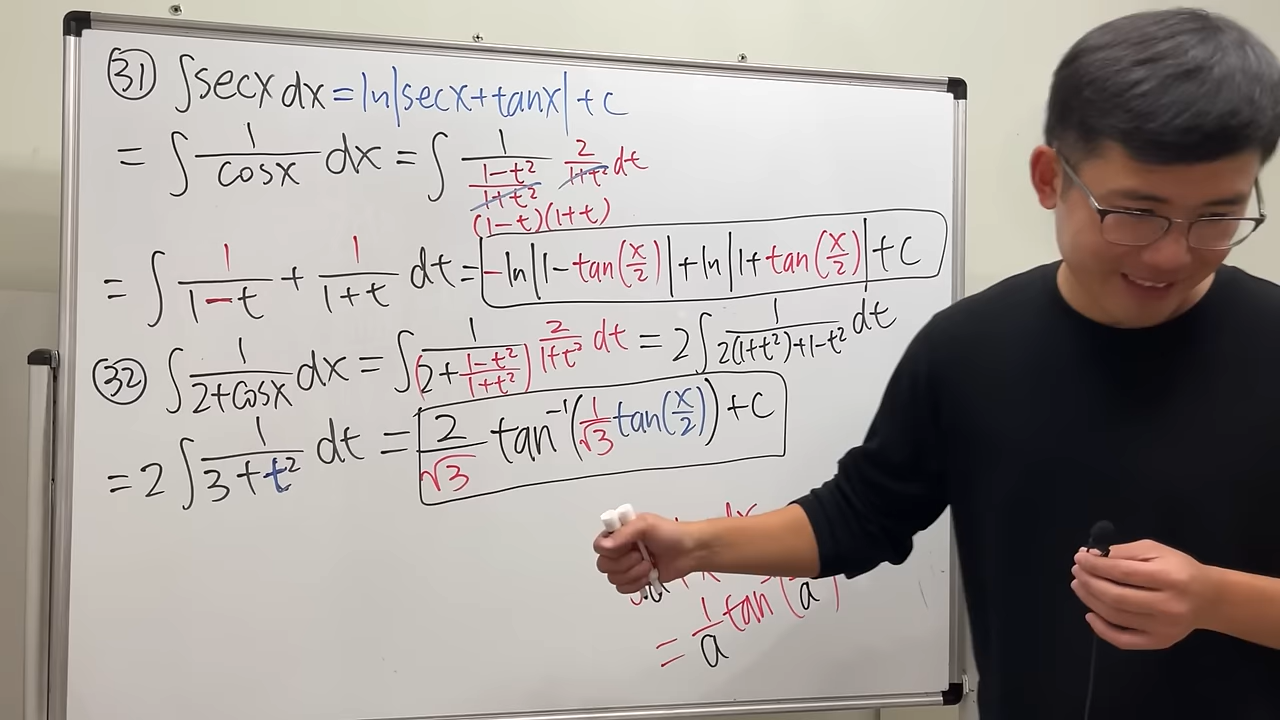 (31) ∫secx dx = ln|secx+tanx| + c
= ∫ 1/cosx dx = ∫ 1/((1-t²)/(1+t²)) 2/(1+t²) dt
(1-t)(1+t)
= ∫ 1/(1-t) + 1/(1+t) dt = -ln|1-tan(x/2)| + ln|1+tan(x/2)| + C
(32) ∫ 1/(2+cosx) dx = ∫ 1/(2+(1-t²)/(1+t²)) 2/(1+t²) dt = 2∫ 1/(2(1+t²)+1-t²) dt
= 2∫ 1/(3+t²) dt = 2/√3 tan⁻¹(1/√3 tan(x/2)) + C
dx
= 1/a tan ( /a)